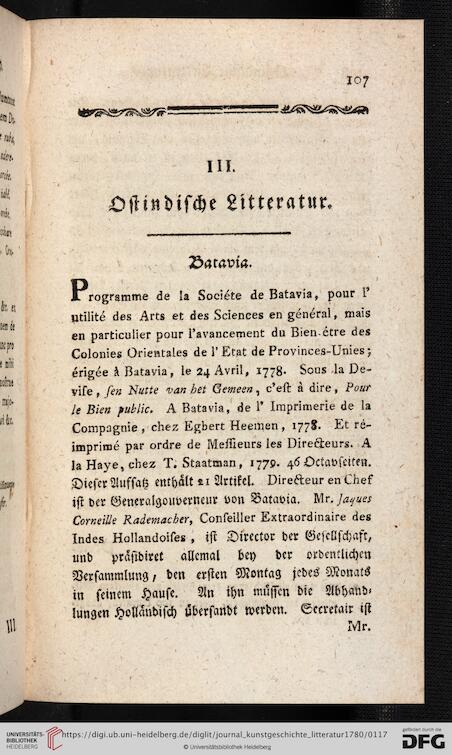 107
III.
Ostindische Litteratur.
Batavia.
Programme de la Sociéte de Batavia, pour l'
utilité des Arts et des Sciences en général, mais
en particulier pour l'avancement du Bien-étre des
Colonies Orientales de l' Etat de Provinces-Unies;
érigée à Batavia, le 24 Avril, 1778. Sous la De-
vise, sen Nutte van het Gemeen, c'est à dire, Pour
le Bien public. A Batavia, de l' Imprimerie de la
Compagnie, chez Egbert Heemen, 1778. Et ré-
imprimé par ordre de Messieurs les Directeurs. A
la Haye, chez T. Staatman, 1779. 46 Octavseiten.
Dieser Aufsatz enthält 21 Artikel. Directeur en Chef
ist der Generalgouverneur von Batavia. Mr. Jaques
Corneille Rademacher, Conseiller Extraordinaire des
Indes Hollandoises, ist Director der Gesellschaft,
und präsidiret allemal bey der ordentlichen
Versammlung, den ersten Montag jedes Monats
in seinem Hause. An ihn müssen die Abhand-
lungen Holländisch übersandt werden. Secretair ist
Mr.
III
UNIVERSITÄTS-
BIBLIOTHEK
HEIDELBERG
https://digi.ub.uni-heidelberg.de/diglit/journal_kunstgeschichte_litteratur1780/0117
© Universitätsbibliothek Heidelberg
gefördert durch die
DFG